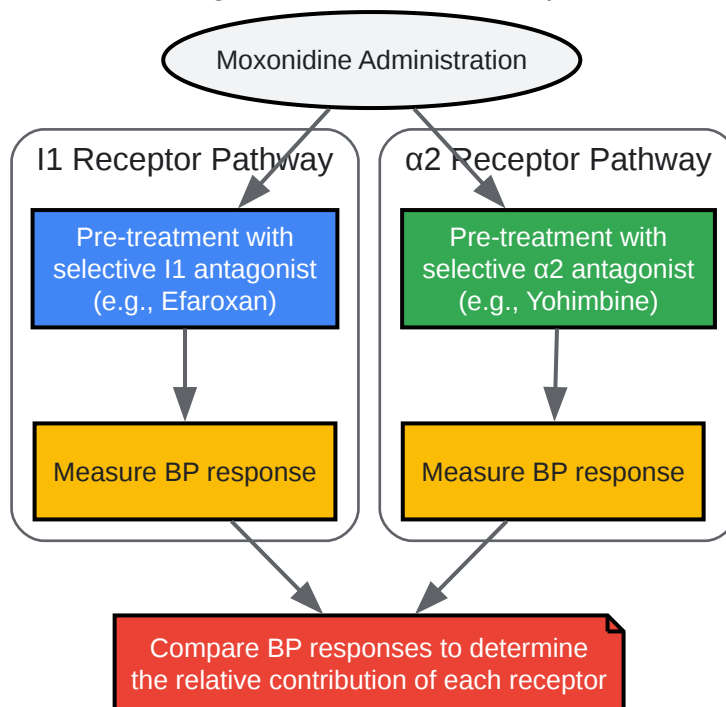 Moxonidine Administration
I1 Receptor Pathway
Pre-treatment with
selective I1 antagonist
(e.g., Efaroxan)
Measure BP response
α2 Receptor Pathway
Pre-treatment with
selective α2 antagonist
(e.g., Yohimbine)
Measure BP response
Compare BP responses to determine
the relative contribution of each receptor